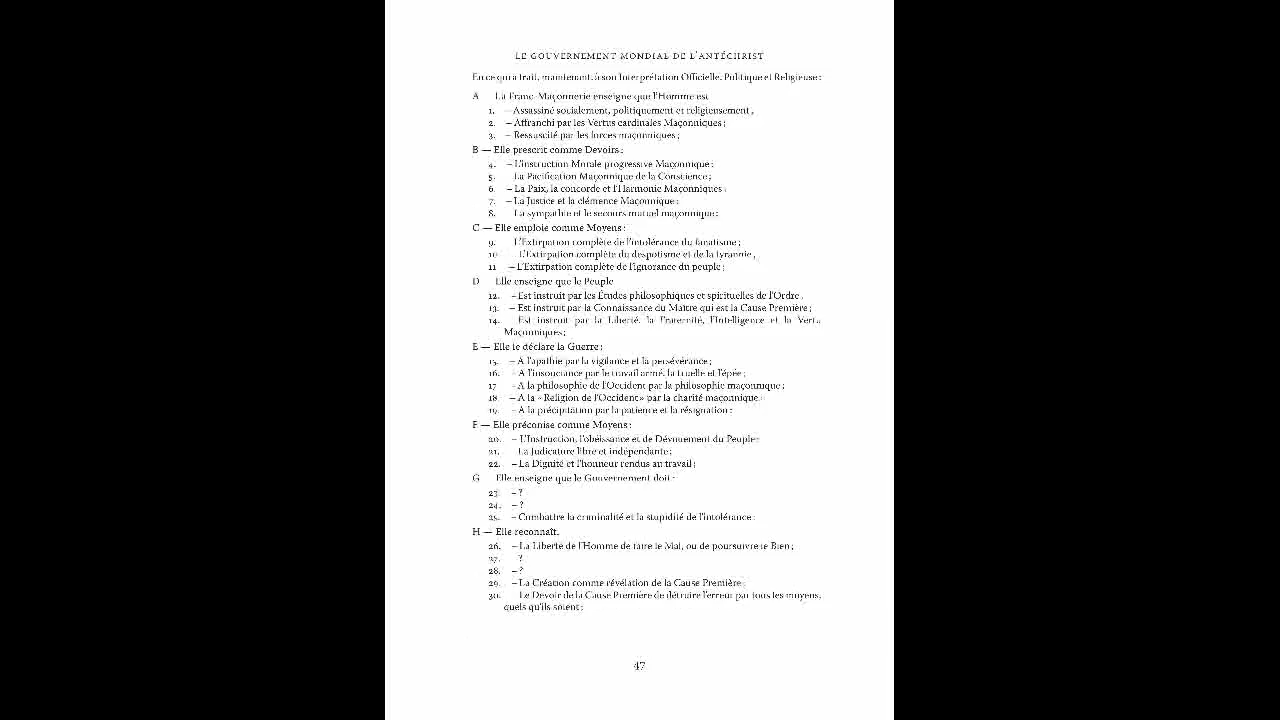 LE GOUVERNEMENT MONDIAL DE L'ANTÉCHRIST
En ce qui a trait, maintenant, à son Interprétation Officielle, Politique et Religieuse :
A — La Franc-Maçonnerie enseigne que l'Homme est
1. – Assassiné socialement, politiquement et religieusement ;
2. – Affranchi par les Vertus cardinales Maçonniques ;
3. – Ressuscité par les forces maçonniques ;
B — Elle prescrit comme Devoirs :
4. – L'instruction Morale progressive Maçonnique ;
5. – La Pacification Maçonnique de la Conscience ;
6. – La Paix, la concorde et l'Harmonie Maçonniques ;
7. – La Justice et la clémence Maçonnique ;
8. – La sympathie et le secours mutuel maçonnique ;
C — Elle emploie comme Moyens :
9. – L'Extirpation complète de l'intolérance du fanatisme ;
10. – L'Extirpation complète du despotisme et de la tyrannie ;
11. – L'Extirpation complète de l'ignorance du peuple ;
D — Elle enseigne que le Peuple
12. – Est instruit par les Études philosophiques et spirituelles de l'Ordre ;
13. – Est instruit par la Connaissance du Maître qui est la Cause Première ;
14. – Est instruit par la Liberté, la Fraternité, l'Intelligence et la Vertu
Maçonniques ;
E — Elle déclare la Guerre :
15. – A l'apathie par la vigilance et la persévérance ;
16. – A l'insouciance par le travail armé, la truelle et l'épée ;
17. – A la philosophie de l'Occident par la philosophie maçonnique ;
18. – A la « Religion de l'Occident » par la charité maçonnique ;
19. – A la précipitation par la patience et la résignation ;
F — Elle préconise comme Moyens :
20. – L'Instruction, l'obéissance et de Dévouement du Peuple ;
21. – La Judicature libre et indépendante ;
22. – La Dignité et l'honneur rendus au travail ;
G — Elle enseigne que le Gouvernement doit :
23. – ?
24. – ?
25. – Combattre la criminalité et la stupidité de l'intolérance ;
H — Elle reconnaît.
26. – La Liberté de l'Homme de faire le Mal, ou de poursuivre le Bien ;
27. – ?
28. – ?
29. – La Création comme révélation de la Cause Première ;
30. – Le Devoir de la Cause Première de détruire l'erreur par tous les moyens,
quels qu'ils soient ;
47